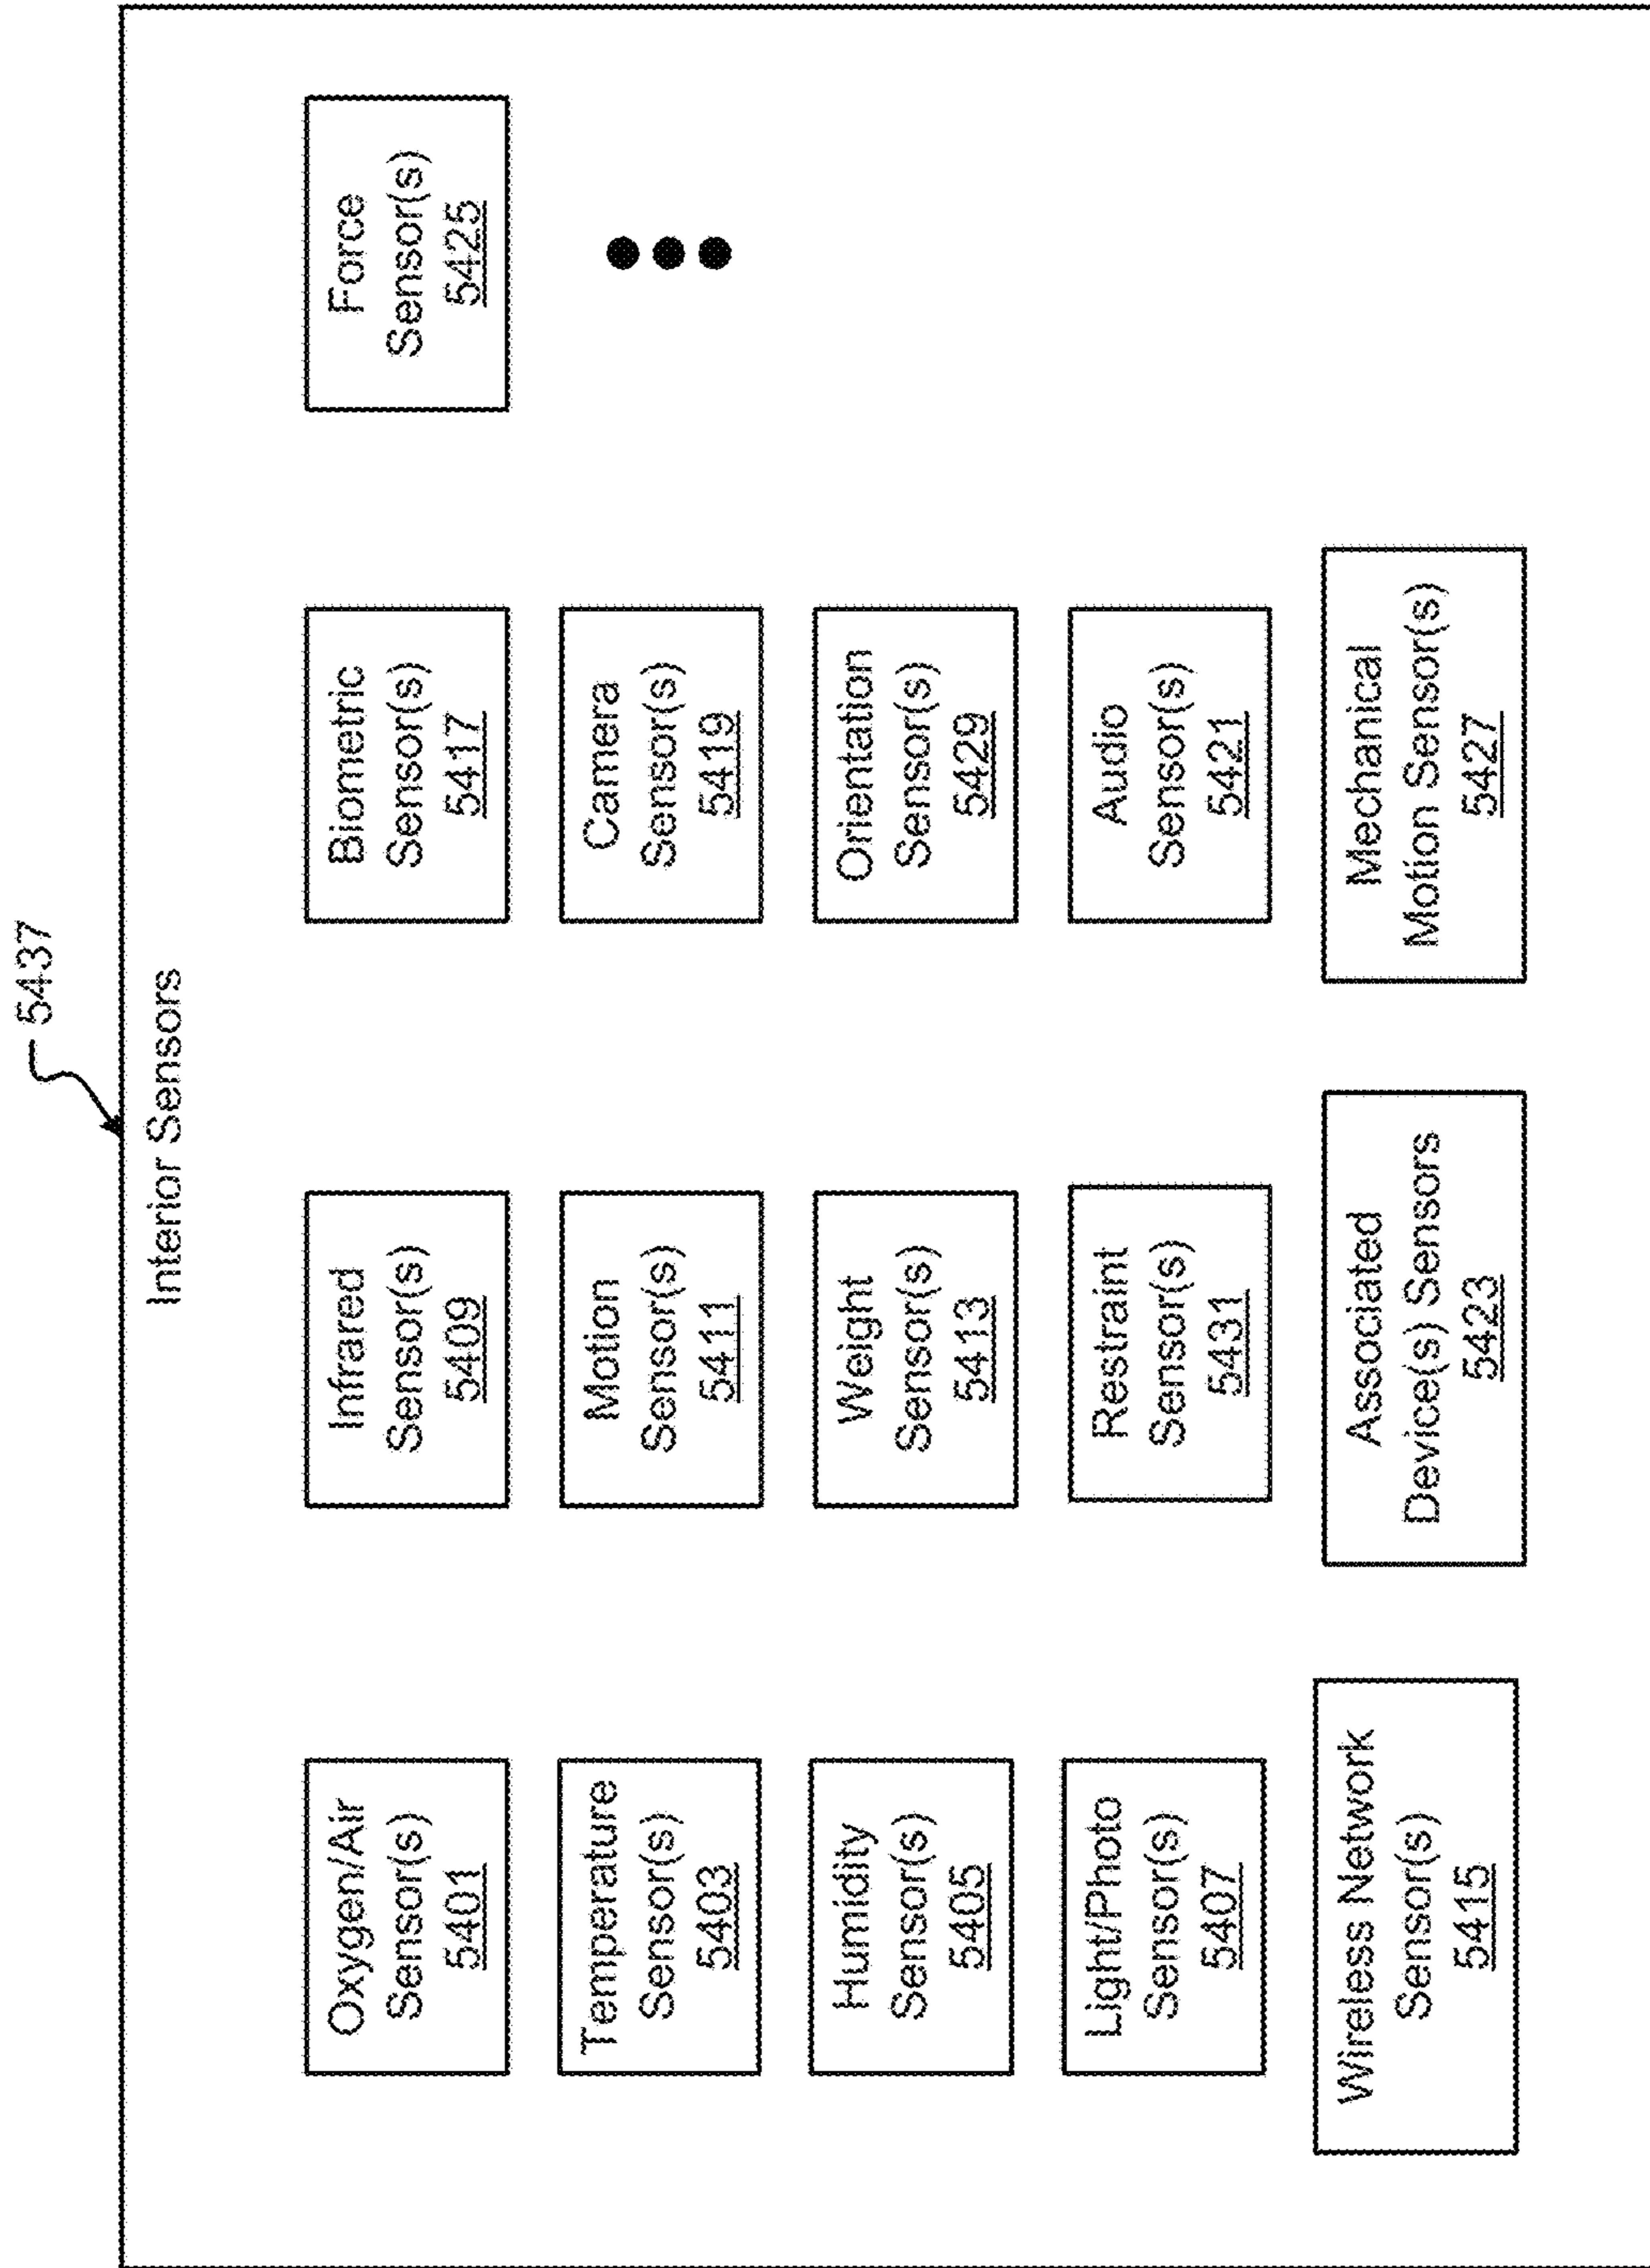 5437
Interior Sensors
Oxygen/Air
Sensor(s)
5401
Infrared
Sensor(s)
5409
Biometric
Sensor(s)
5417
Force
Sensor(s)
5425
Temperature
Sensor(s)
5403
Motion
Sensor(s)
5411
Camera
Sensor(s)
5419
Humidity
Sensor(s)
5405
Weight
Sensor(s)
5413
Orientation
Sensor(s)
5429
Light/Photo
Sensor(s)
5407
Restraint
Sensor(s)
5431
Audio
Sensor(s)
5421
Wireless Network
Sensor(s)
5415
Associated
Device(s) Sensors
5423
Mechanical
Motion Sensor(s)
5427